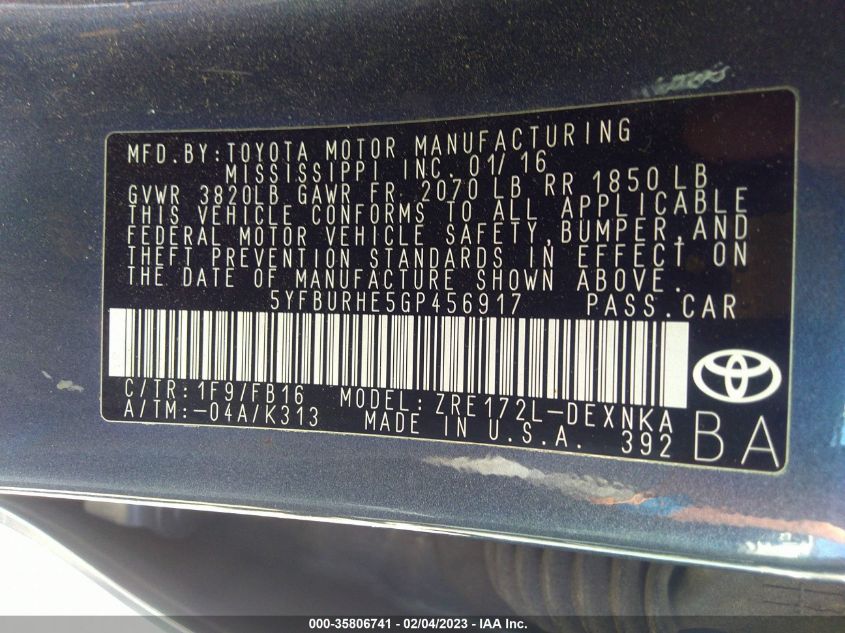 MFD.BY:TOYOTA MOTOR MANUFACTURING
MISSISSIPPI INC. 01/16
GVWR 3820LB GAWR FR 2070 LB RR 1850 LB
THIS VEHICLE CONFORMS TO ALL APPLICABLE
FEDERAL MOTOR VEHICLE SAFETY,BUMPER,AND
THEFT PREVENTION STANDARDS IN EFFECT ON
THE DATE OF MANUFACTURE SHOWN ABOVE.
5YFBURHE5GP456917 PASS.CAR
C/TR:1F9/FB16 MODEL:ZRE172L-DEXNKA
A/TM:-04A/K313 MADE IN U.S.A. 392 BA
000-35806741 - 02/04/2023 - IAA Inc.